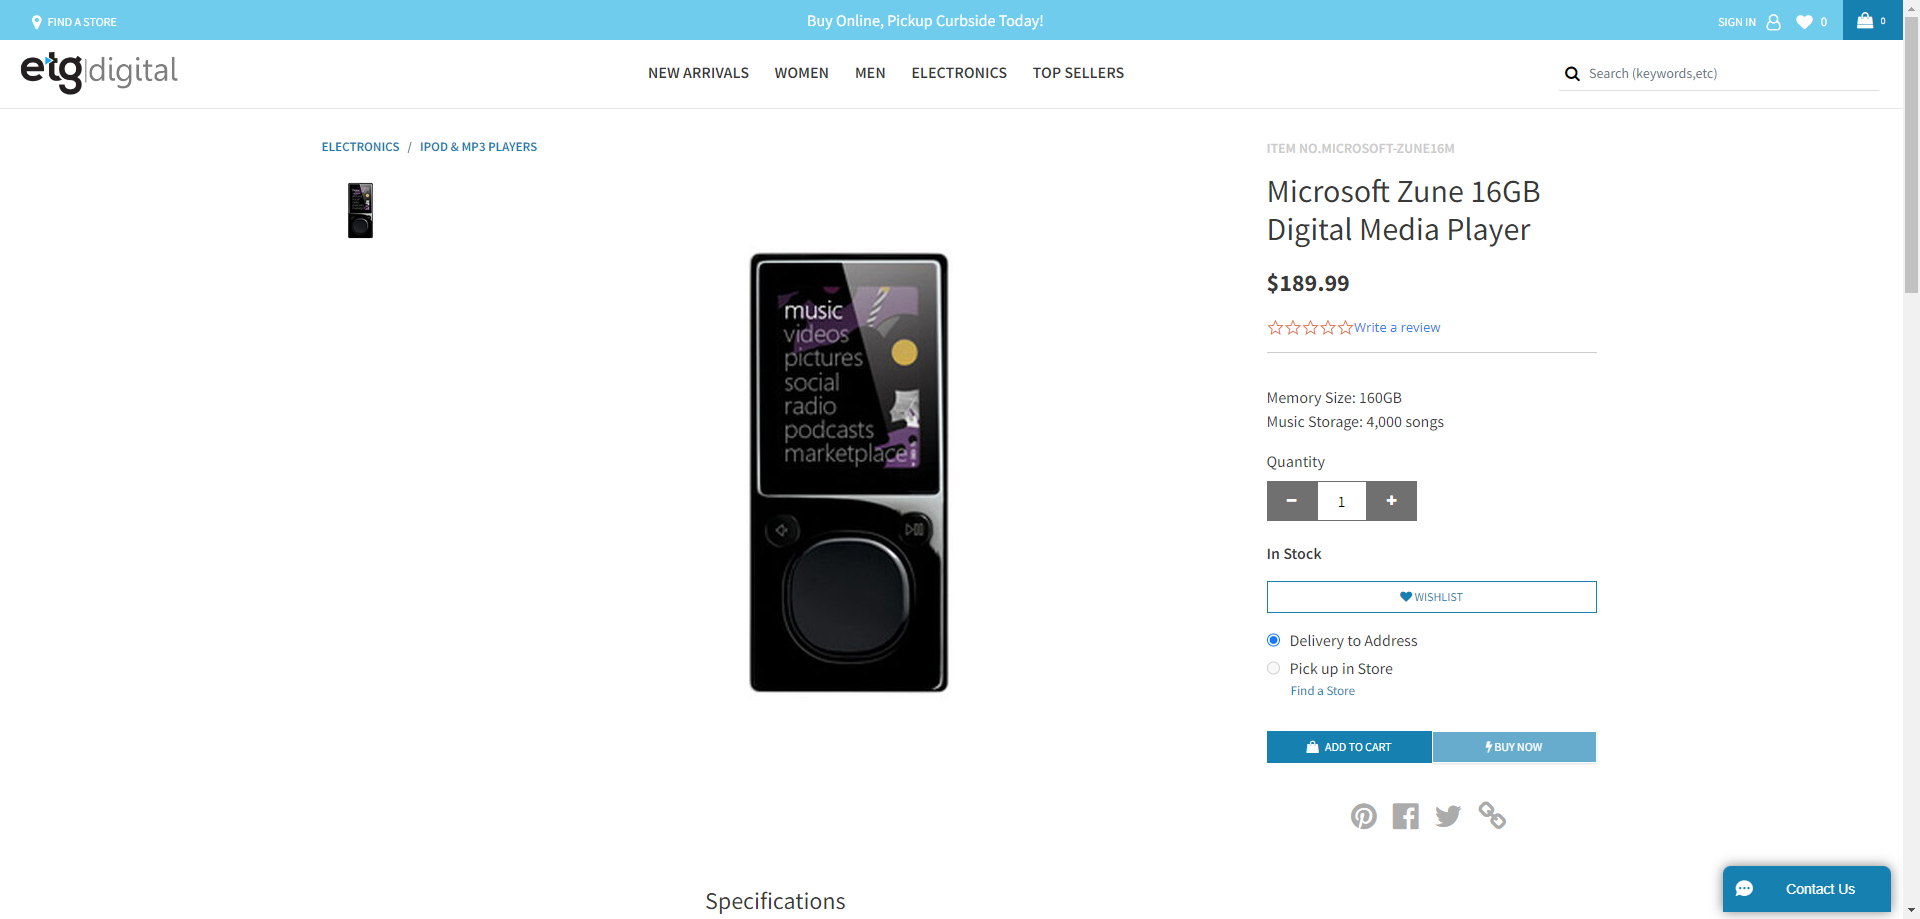 FIND A STORE
Buy Online, Pickup Curbside Today!
SIGN IN
0
0
etg|digital
NEW ARRIVALS
WOMEN
MEN
ELECTRONICS
TOP SELLERS
Search (keywords,etc)
ELECTRONICS / IPOD & MP3 PLAYERS
music
videos
pictures
social
radio
podcasts
marketplace
ITEM NO.MICROSOFT-ZUNE16M
Microsoft Zune 16GB
Digital Media Player
$189.99
Write a review
Memory Size: 160GB
Music Storage: 4,000 songs
Quantity
1
In Stock
WISHLIST
Delivery to Address
Pick up in Store
Find a Store
ADD TO CART
BUY NOW
Specifications
Contact Us